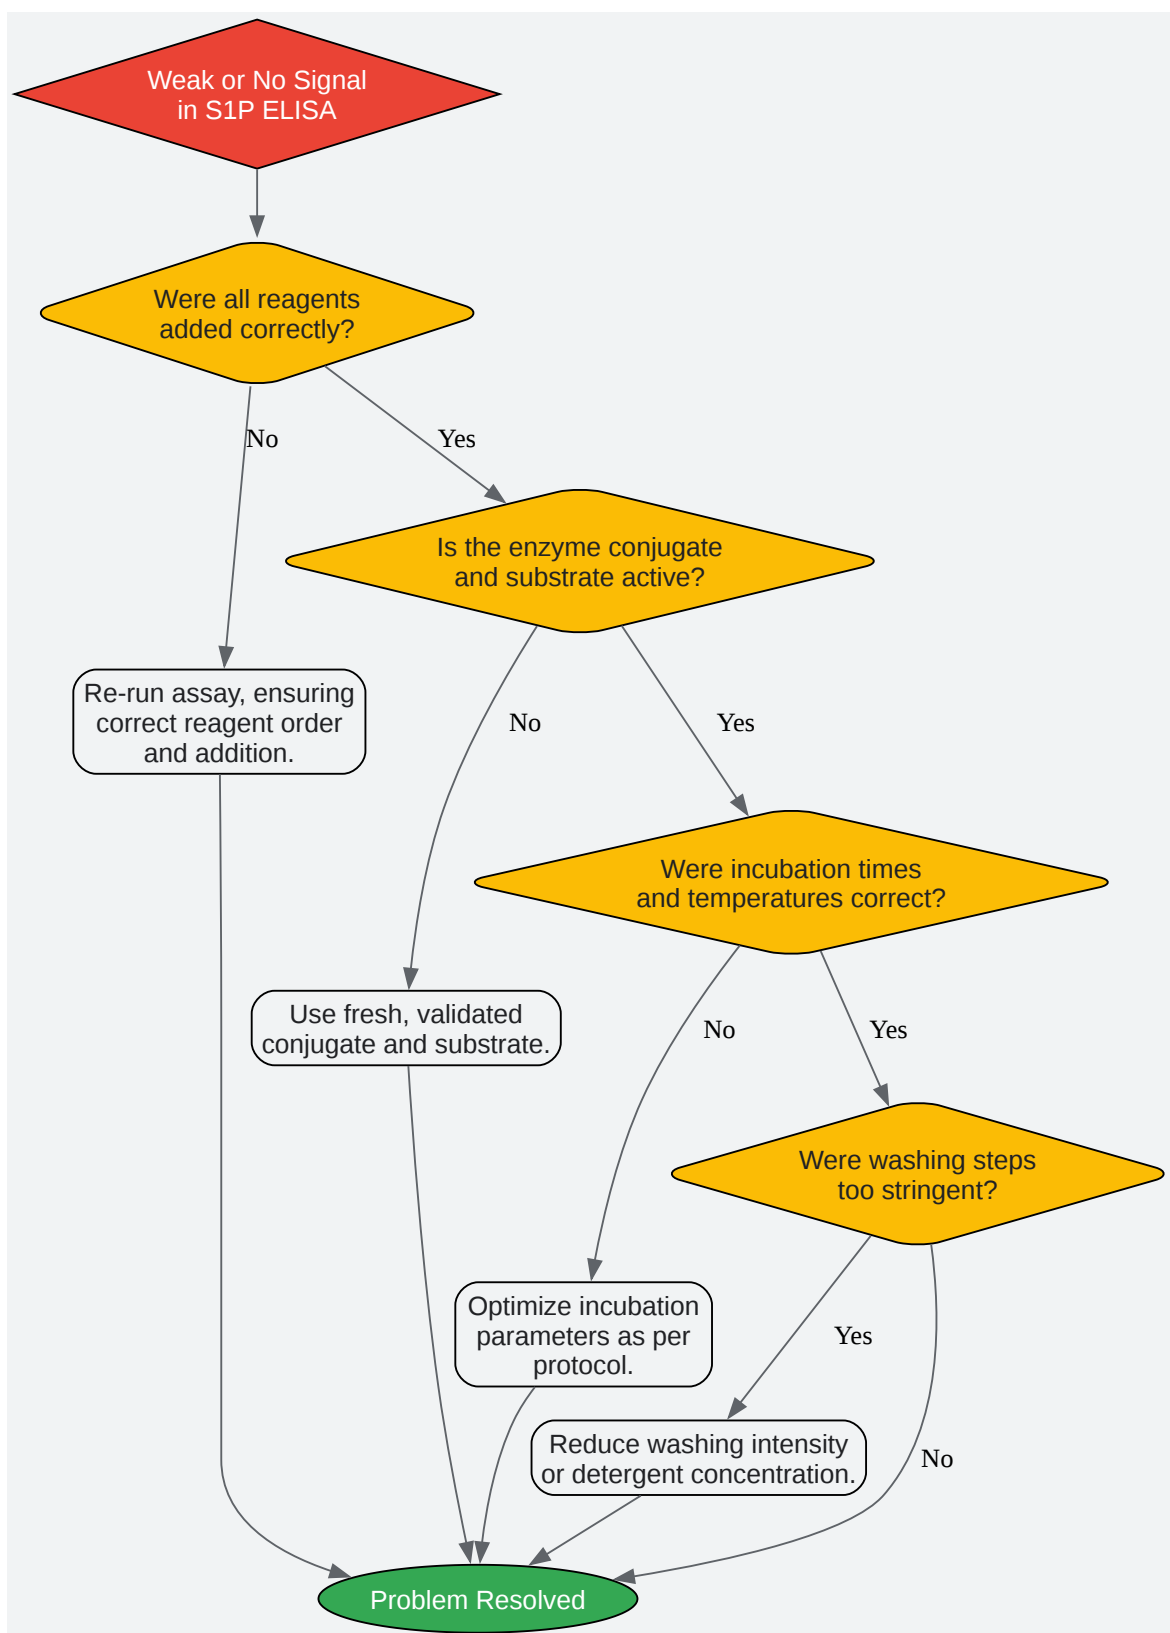 Weak or No Signal
in S1P ELISA
Were all reagents
added correctly?
No
Yes
Is the enzyme conjugate
and substrate active?
Re-run assay, ensuring
correct reagent order
and addition.
No
Yes
Were incubation times
and temperatures correct?
Use fresh, validated
conjugate and substrate.
No
Yes
Were washing steps
too stringent?
Optimize incubation
parameters as per
protocol.
Yes
Reduce washing intensity
or detergent concentration.
No
Problem Resolved